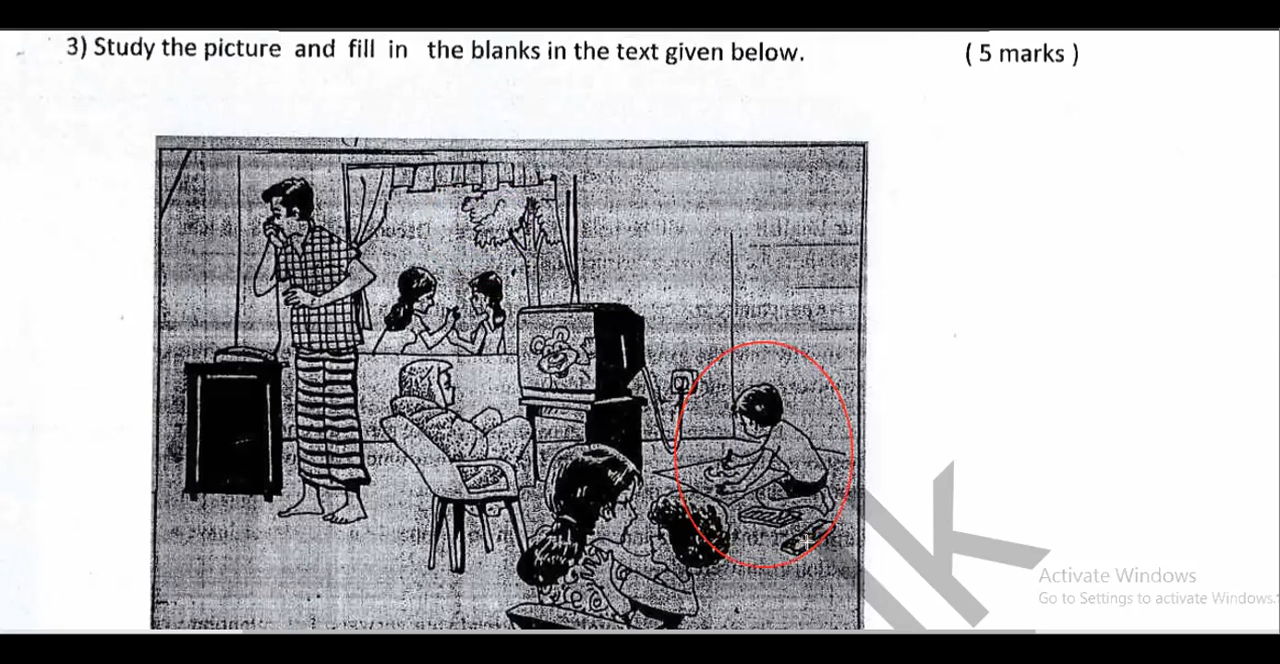 3) Study the picture and fill in the blanks in the text given below. ( 5 marks )
Activate Windows
Go to Settings to activate Windows.